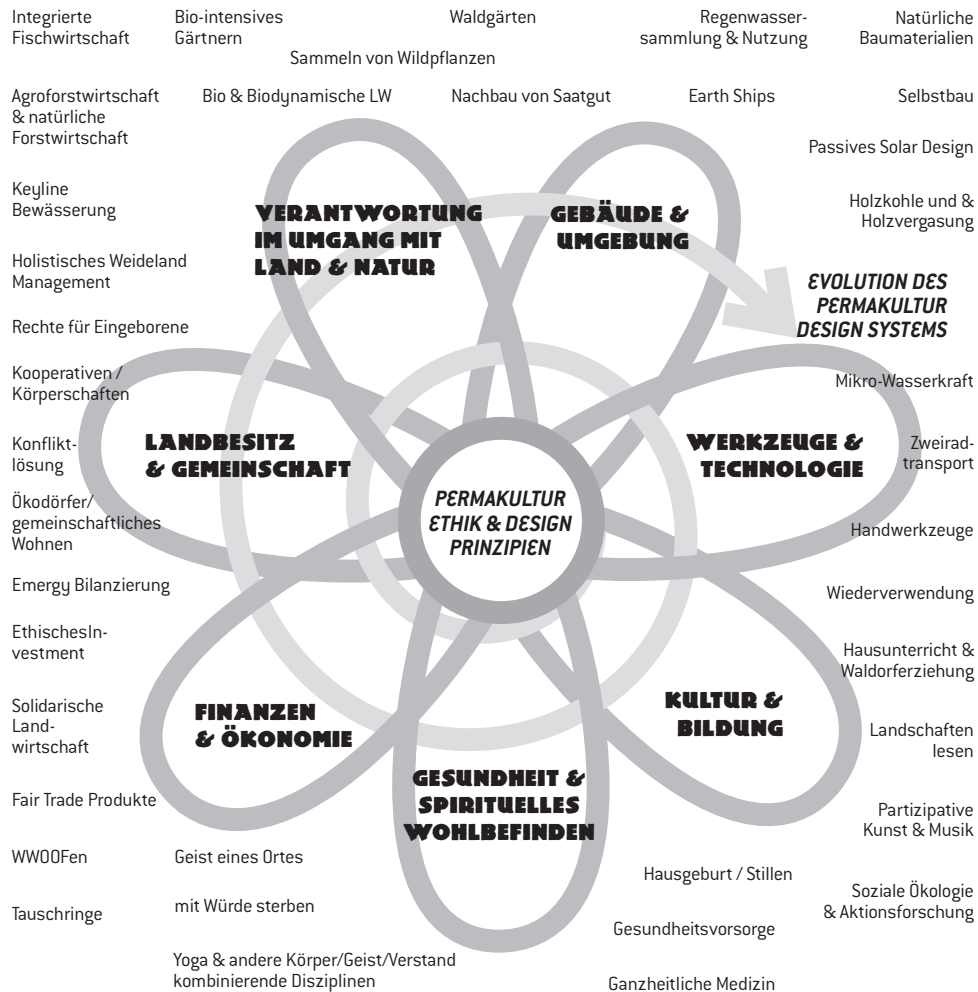 Integrierte
Fischwirtschaft
Bio-intensives
Gärtnern
Waldgärten
Regenwasser-
sammlung & Nutzung
Natürliche
Baumaterialien
Sammeln von Wildpflanzen
Agroforstwirtschaft
& natürliche
Forstwirtschaft
Bio & Biodynamische LW
Nachbau von Saatgut
Earth Ships
Selbstbau
Passives Solar Design
Keyline
Bewässerung
VERANTWORTUNG
IM UMGANG MIT
LAND & NATUR
GEBÄUDE &
UMGEBUNG
Holzkohle und &
Holzvergasung
Holistisches Weideland
Management
EVOLUTION DES
PERMAKULTUR
DESIGN SYSTEMS
Rechte für Eingeborene
Kooperativen /
Körperschaften
Mikro-Wasserkraft
Konflikt-
lösung
LANDBESITZ
& GEMEINSCHAFT
WERKZEUGE &
TECHNOLOGIE
Zweirad-
transport
Ökodörfer/
gemeinschaftliches
Wohnen
PERMAKULTUR
ETHIK & DESIGN
PRINZIPIEN
Handwerkzeuge
Emergy Bilanzierung
Wiederverwendung
EthischesIn-
vestment
Hausunterricht &
Waldorferziehung
Solidarische
Land-
wirtschaft
FINANZEN
& ÖKONOMIE
KULTUR &
BILDUNG
Landschaften
lesen
GESUNDHEIT &
SPIRITUELLES
WOHLBEFINDEN
Fair Trade Produkte
Partizipative
Kunst & Musik
WWOOFen
Geist eines Ortes
Hausgeburt / Stillen
Soziale Ökologie
& Aktionsforschung
Tauschringe
mit Würde sterben
Gesundheitsvorsorge
Yoga & andere Körper/Geist/Verstand
kombinierende Disziplinen
Ganzheitliche Medizin